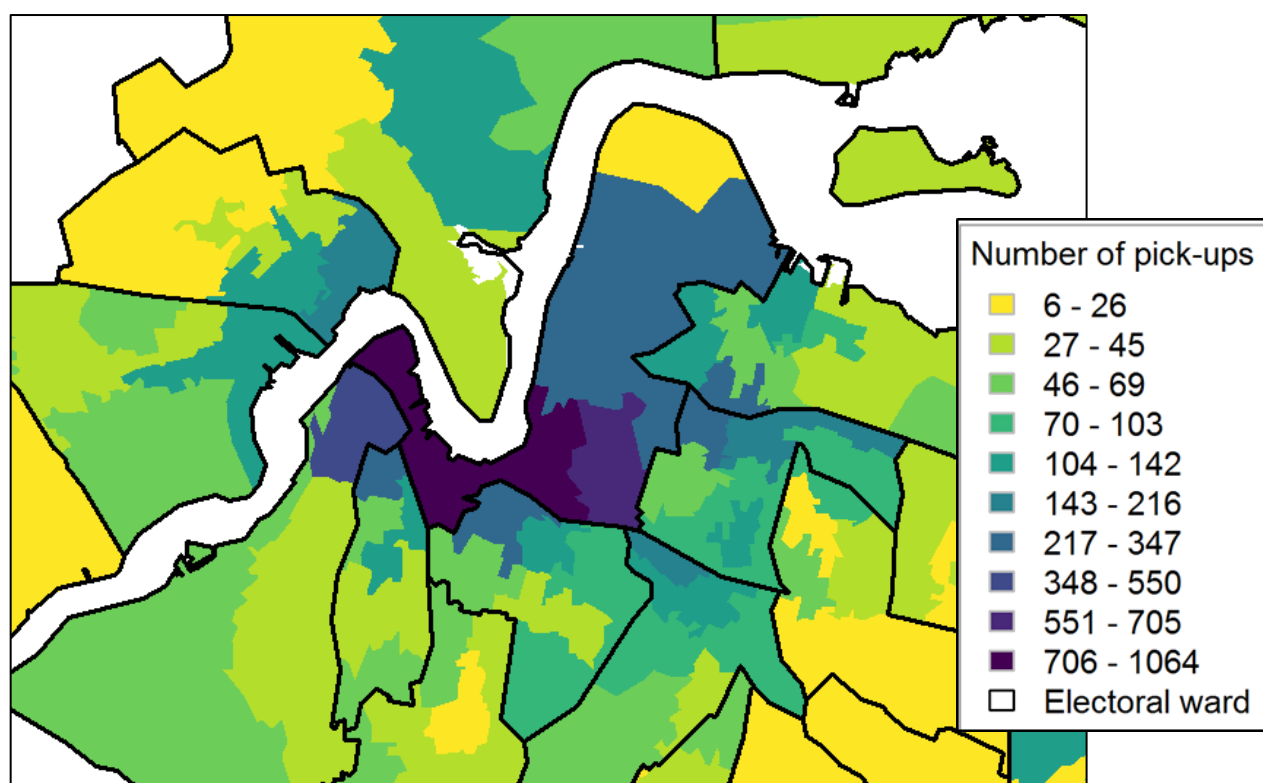 Number of pick-ups
6 - 26
27 - 45
46 - 69
70 - 103
104 - 142
143 - 216
217 - 347
348 - 550
551 - 705
706 - 1064
Electoral ward